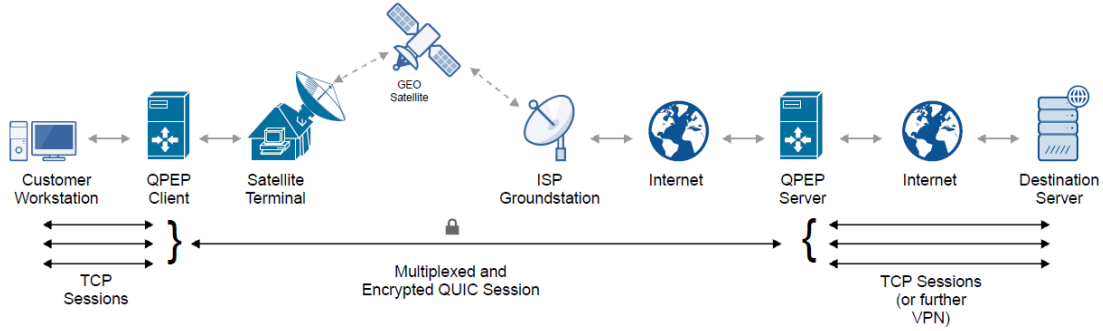 GEO
Satellite
Customer
Workstation
QPEP
Client
Satellite
Terminal
ISP
Groundstation
Internet
QPEP
Server
Internet
Destination
Server
TCP
Sessions
Multiplexed and
Encrypted QUIC Session
TCP Sessions
(or further
VPN)